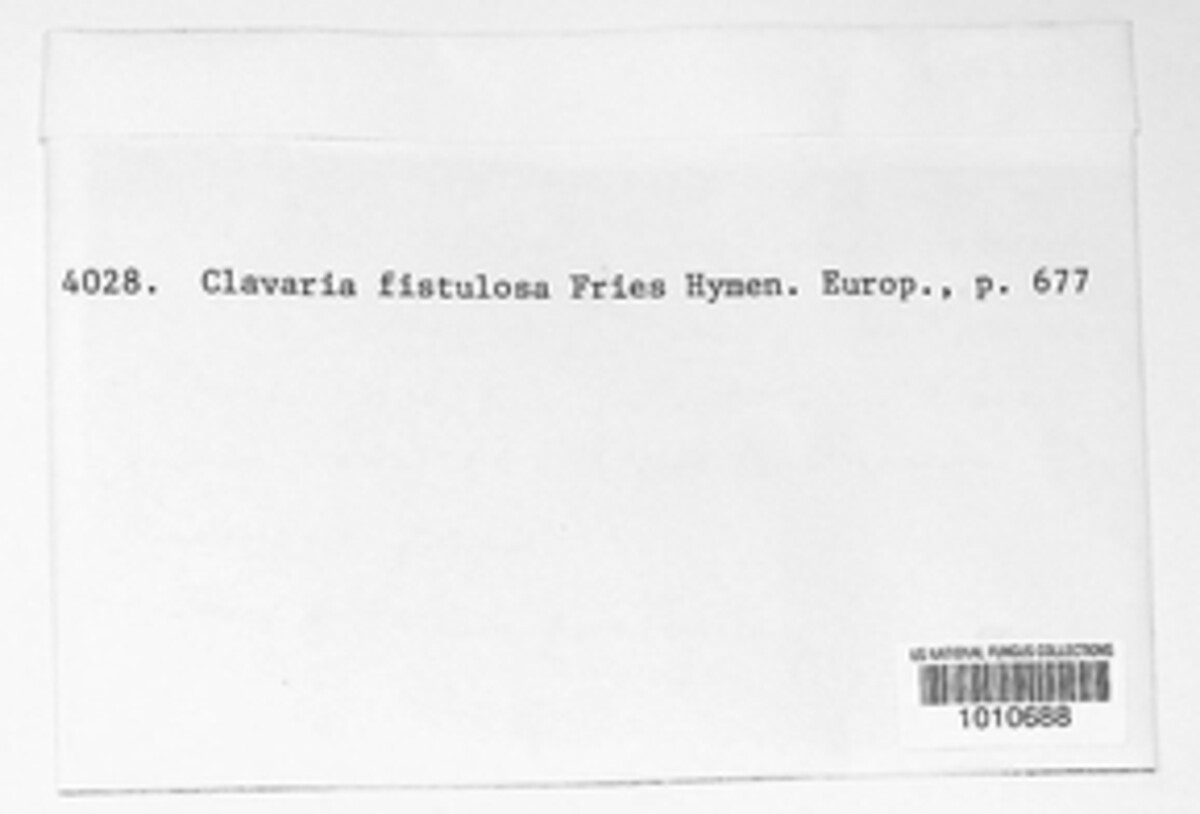 4028. Clavaria fistulosa Fries Hymen. Europ., p. 677
US NATIONAL FUNGUS COLLECTIONS
1010688